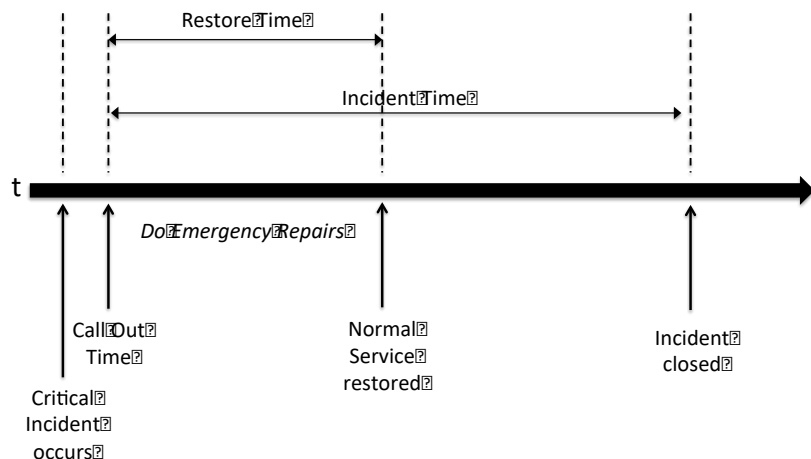 Restore Time
Incident Time
t
Do Emergency Repairs
Call Out
Time
Normal
Service
restored
Incident
closed
Critical
Incident
occurs